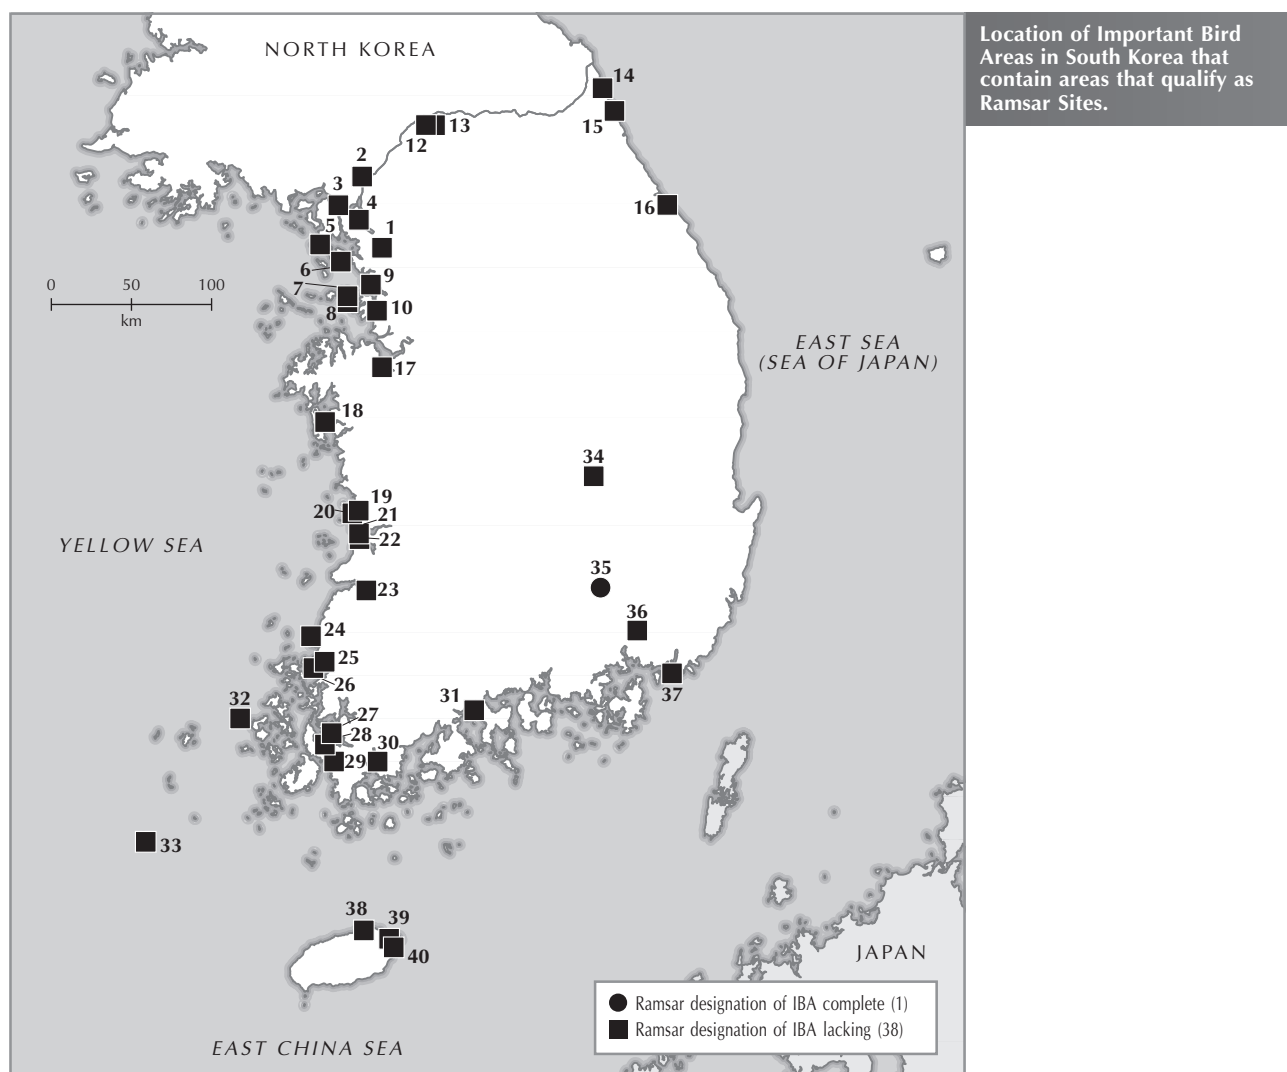 Location of Important Bird
Areas in South Korea that
contain areas that qualify as
Ramsar Sites.
NORTH KOREA
14
15
13
12
2
3
4
16
5
1
6
9
7
0 50 100
10
8
km
EAST SEA
(SEA OF JAPAN)
17
18
34
19
20
21
22
YELLOW SEA
35
23
36
24
25
26
37
31
32
27
28
30
29
33
38
39
40
JAPAN
Ramsar designation of IBA complete (1)
Ramsar designation of IBA lacking (38)
EAST CHINA SEA